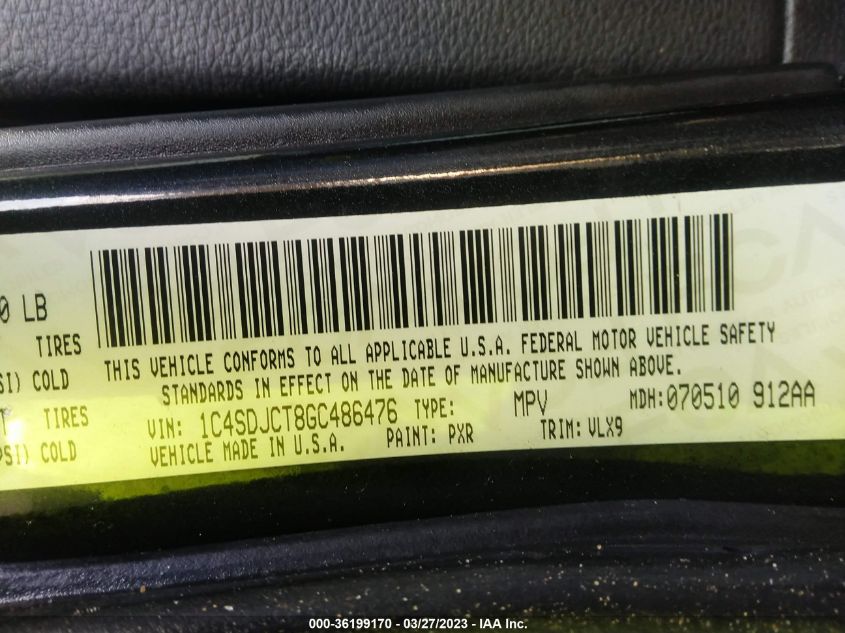 0 LB
TIRES
SI) COLD
TIRES
PSI) COLD
THIS VEHICLE CONFORMS TO ALL APPLICABLE U.S.A. FEDERAL MOTOR VEHICLE SAFETY
STANDARDS IN EFFECT ON THE DATE OF MANUFACTURE SHOWN ABOVE.
VIN: 1C4SDJCT8GC486476 TYPE: MPV MDH:070510 912AA
VEHICLE MADE IN U.S.A. PAINT: PXR TRIM:VLX9
000-36199170 - 03/27/2023 - IAA Inc.